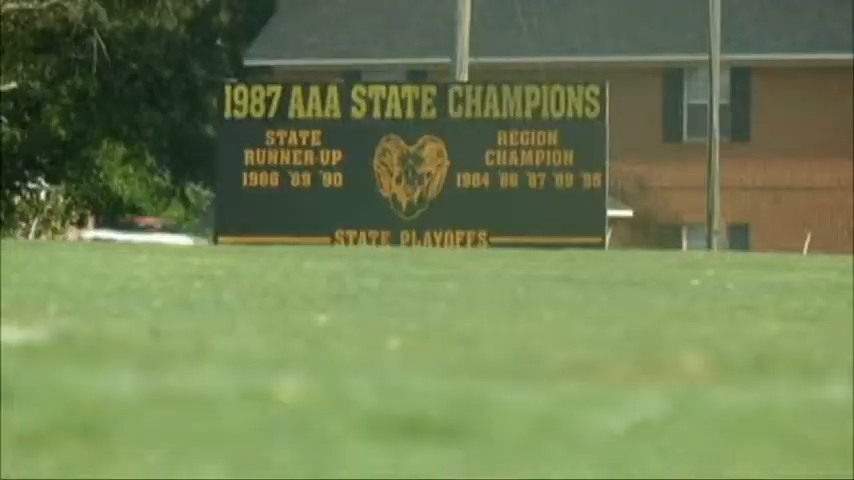 1987 AAA STATE CHAMPIONS
STATE
RUNNER-UP
1986 '89 '90
REGION
CHAMPION
1984 '86 '87 '89 '95
STATE PLAYOFFS